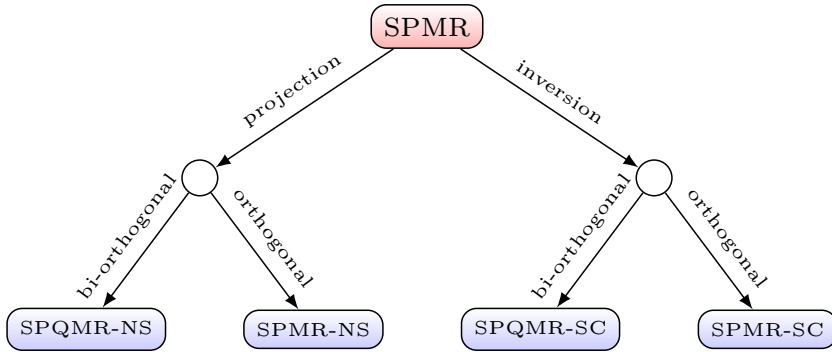 SPMR
projection
inversion
bi-orthogonal
orthogonal
bi-orthogonal
orthogonal
SPQMR-NS
SPMR-NS
SPQMR-SC
SPMR-SC